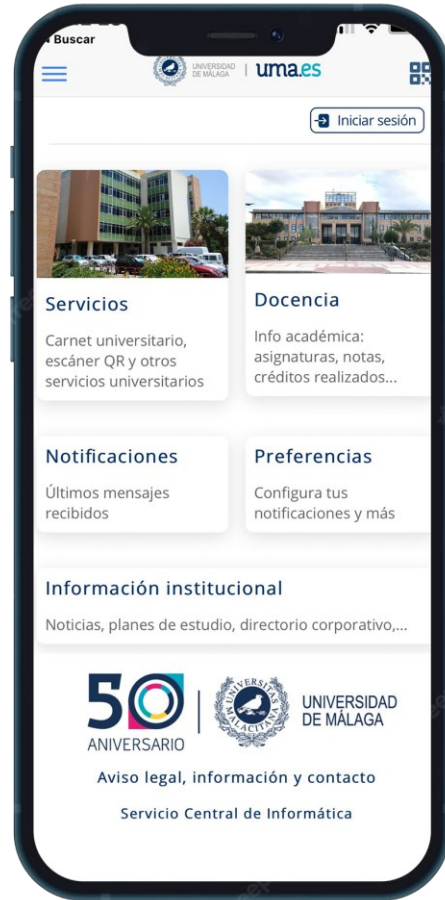 Buscar
UNIVERSIDAD
DE MÁLAGA
uma.es
Iniciar sesión
Servicios
Carnet universitario,
escáner QR y otros
servicios universitarios
Docencia
Info académica:
asignaturas, notas,
créditos realizados...
Notificaciones
Últimos mensajes
recibidos
Preferencias
Configura tus
notificaciones y más
Información institucional
Noticias, planes de estudio, directorio corporativo,...
50
ANIVERSARIO
UNIVERSITAS
MALACITANA
UNIVERSIDAD
DE MÁLAGA
Aviso legal, información y contacto
Servicio Central de Informática